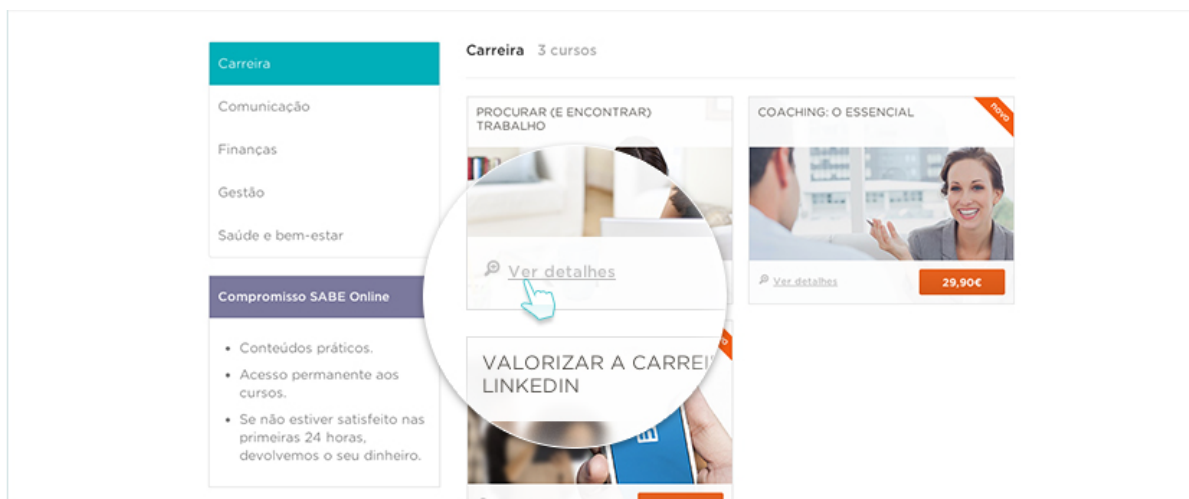 Carreira
Comunicação
Finanças
Gestão
Saúde e bem-estar
Compromisso SABE Online
• Conteúdos práticos.
• Acesso permanente aos
cursos.
• Se não estiver satisfeito nas
primeiras 24 horas,
devolvemos o seu dinheiro.
Carreira 3 cursos
PROCURAR (E ENCONTRAR)
TRABALHO
Ver detalhes
COACHING: O ESSENCIAL
novo
Ver detalhes
29,90€
VALORIZAR A
LINKEDIN